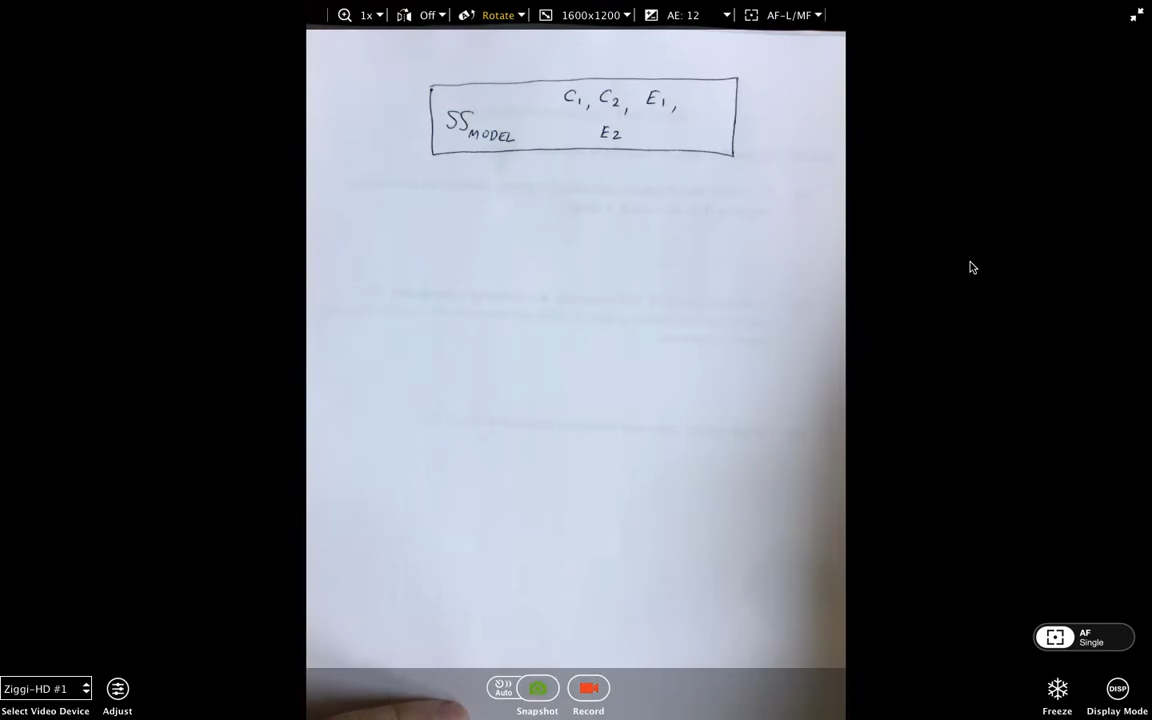 1x Off Rotate 1600x1200 AE: 12 AF-L/MF
C1, C2, E1,
SSMODEL
E2
AF
Single
Ziggi-HD #1
Select Video Device
Adjust
Auto
Snapshot
Record
Freeze
DISP
Display Mode